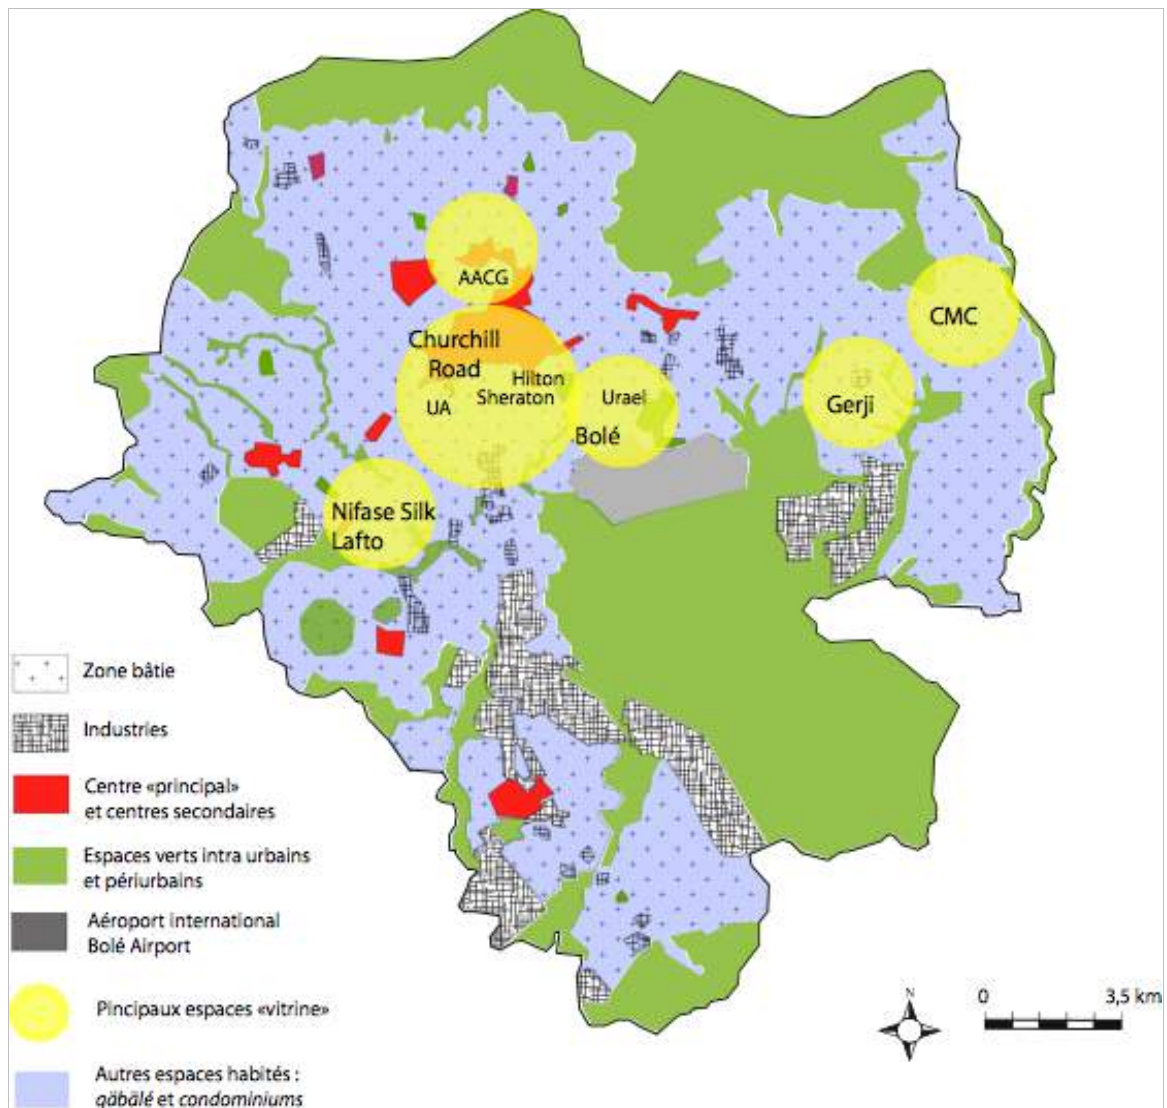 AACG
CMC
Churchill
Road
Hilton
Sheraton
UA
Urael
Bolé
Gerji
Nifase Silk
Lafto
Zone bâtie
Industries
Centre «principal»
et centres secondaires
Espaces verts intra urbains
et périurbains
Aéroport international
Bolé Airport
Pincipaux espaces «vitrine»
Autres espaces habités :
qäbälé et condominiums
N
0 3,5 km